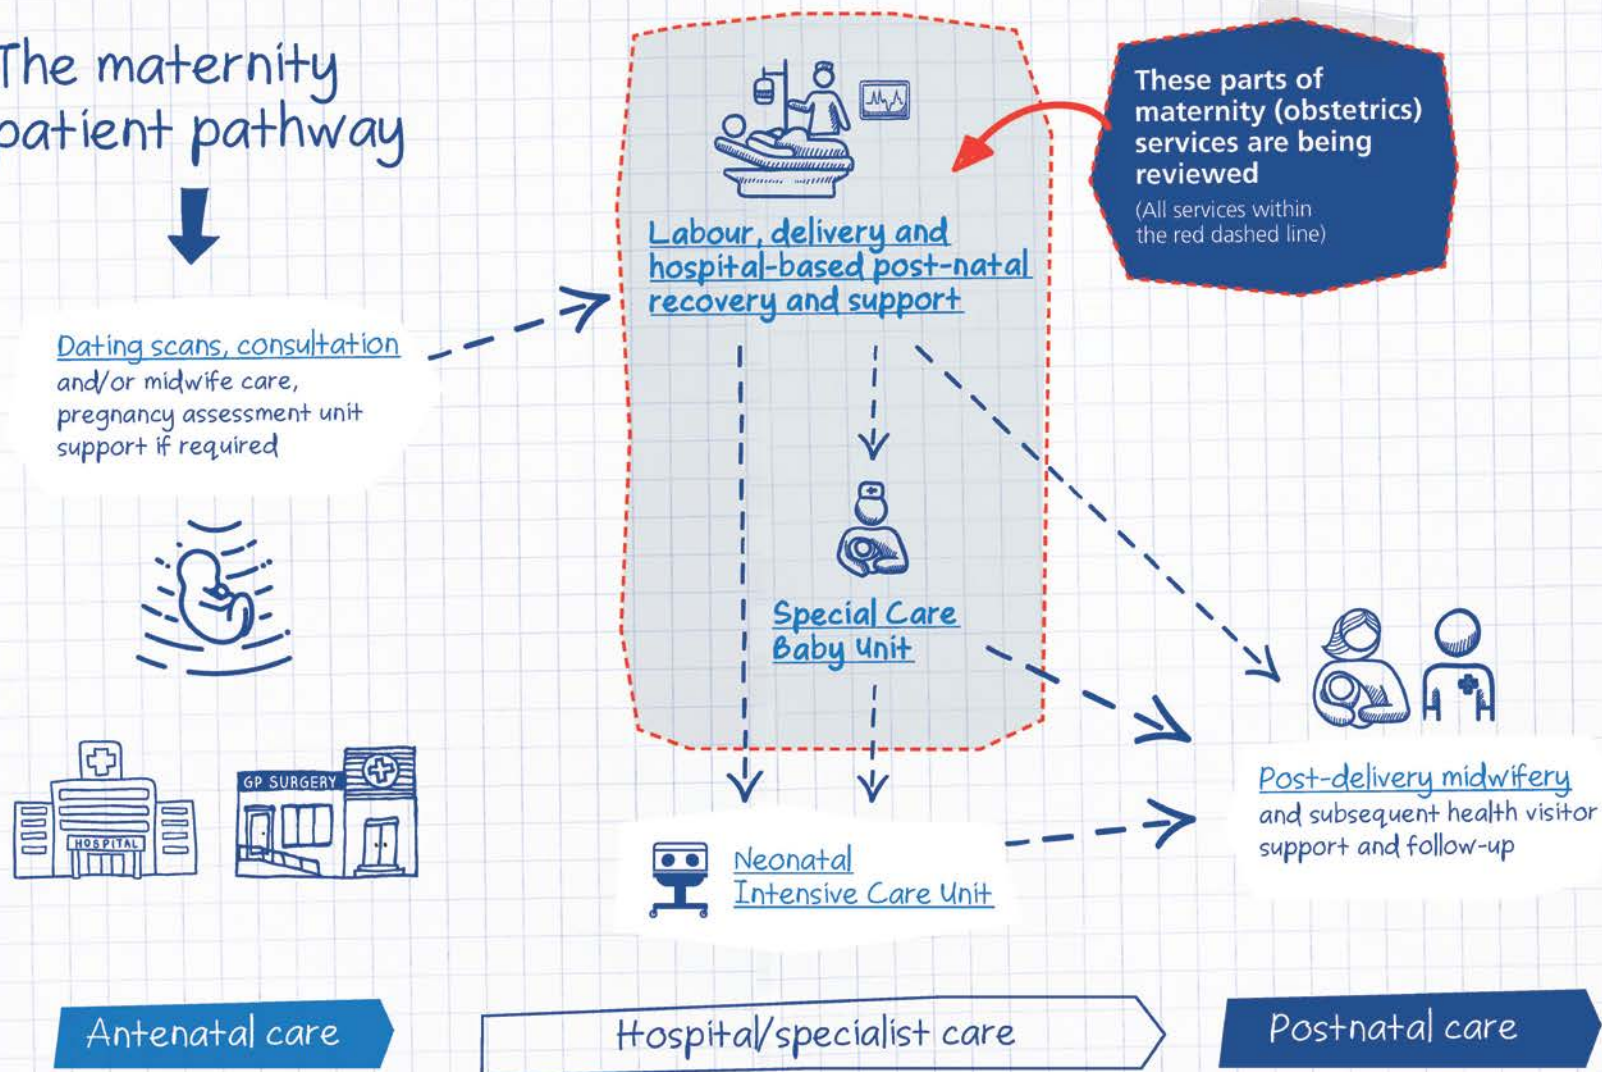 The maternity
patient pathway
These parts of
maternity (obstetrics)
services are being
reviewed
(All services within
the red dashed line)
Labour, delivery and
hospital-based post-natal
recovery and support
Dating scans, consultation
and/or midwife care,
pregnancy assessment unit
support if required
Special Care
Baby Unit
GP SURGERY
HOSPITAL
Post-delivery midwifery
and subsequent health visitor
support and follow-up
Neonatal
Intensive Care Unit
Antenatal care
Hospital/specialist care
Postnatal care